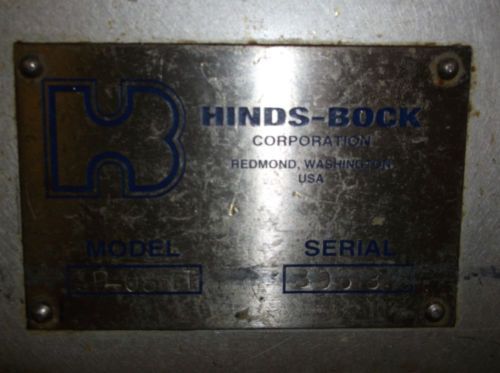 HINDS-BOCK
CORPORATION
REDMOND, WASHINGTON
USA
MODEL SERIAL